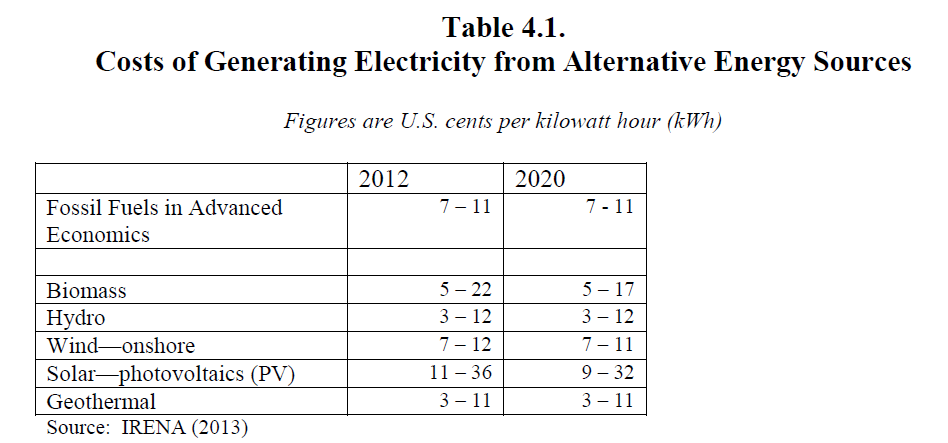 Table 4.1.
Costs of Generating Electricity from Alternative Energy Sources
Figures are U.S. cents per kilowatt hour (kWh)
2012 2020
Fossil Fuels in Advanced 7 – 11 7 - 11
Economics
Biomass 5 – 22 5 – 17
Hydro 3 – 12 3 – 12
Wind—onshore 7 – 12 7 – 11
Solar—photovoltaics (PV) 11 – 36 9 – 32
Geothermal 3 – 11 3 – 11
Source: IRENA (2013)